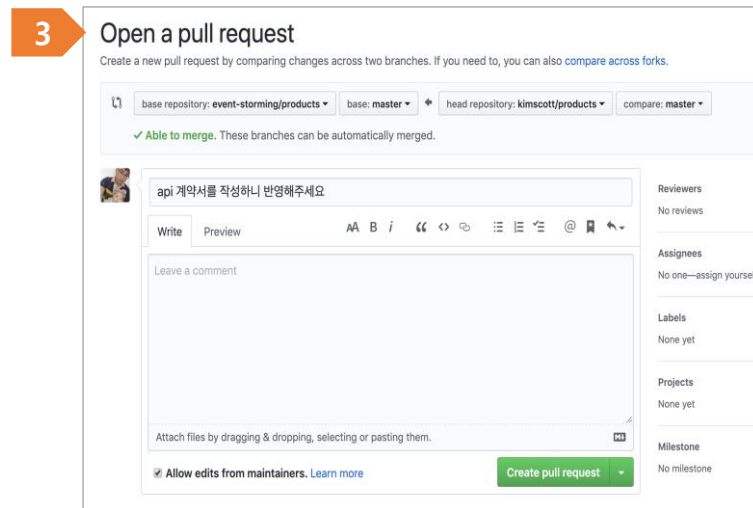 3
Open a pull request
Create a new pull request by comparing changes across two branches. If you need to, you can also compare across forks.
base repository: event-storming/products base: master head repository: kimscott/products compare: master
✓ Able to merge. These branches can be automatically merged.
api 계약서를 작성하니 반영해주세요
Reviewers
No reviews
Write Preview AA B i “ <> @
Assignees
No one—assign yoursel
Leave a comment
Labels
None yet
Projects
None yet
Attach files by dragging & dropping, selecting or pasting them.
Milestone
No milestone
Allow edits from maintainers. Learn more Create pull request